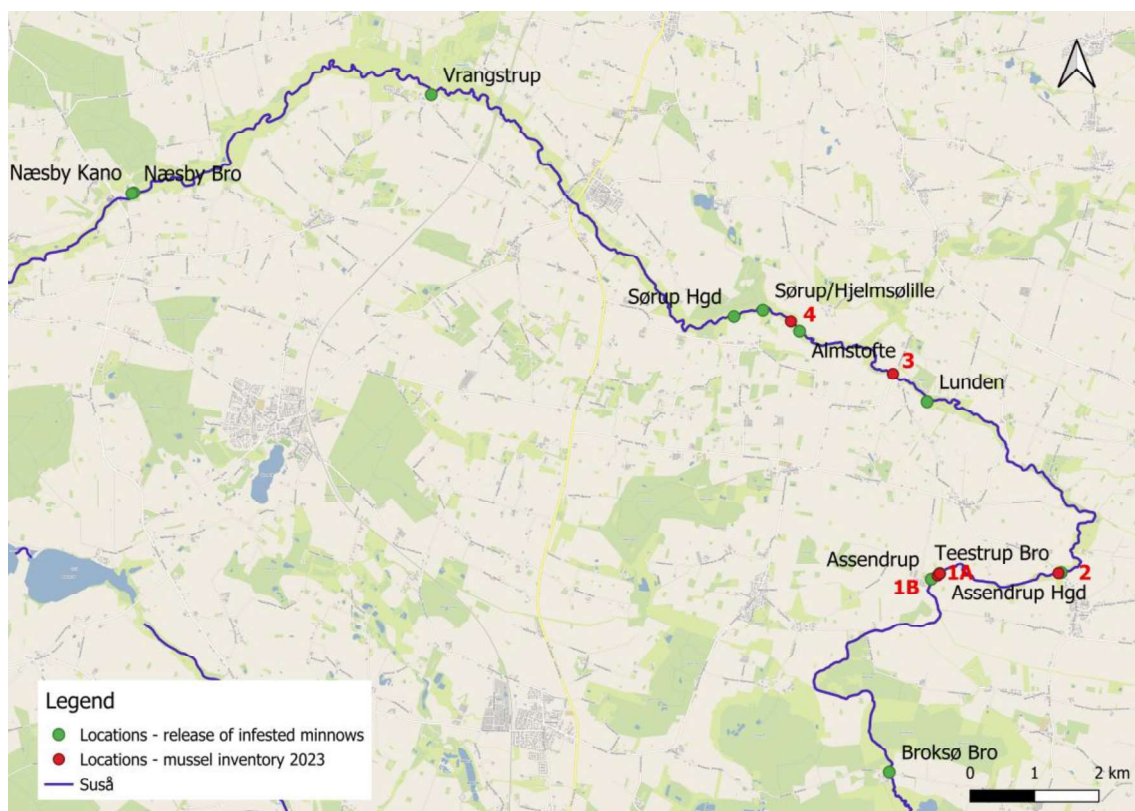 Vrangstrup
Næsby Kano
Næsby Bro
Sørup/Hjelmsølille
Sørup Hgd
4
Almstofte
3
Lunden
Teestrup Bro
Assendrup
1A
2
1B
Assendrup Hgd
Legend
Locations - release of infested minnows
Locations - mussel inventory 2023
Suså
Broksø Bro
0 1 2 km